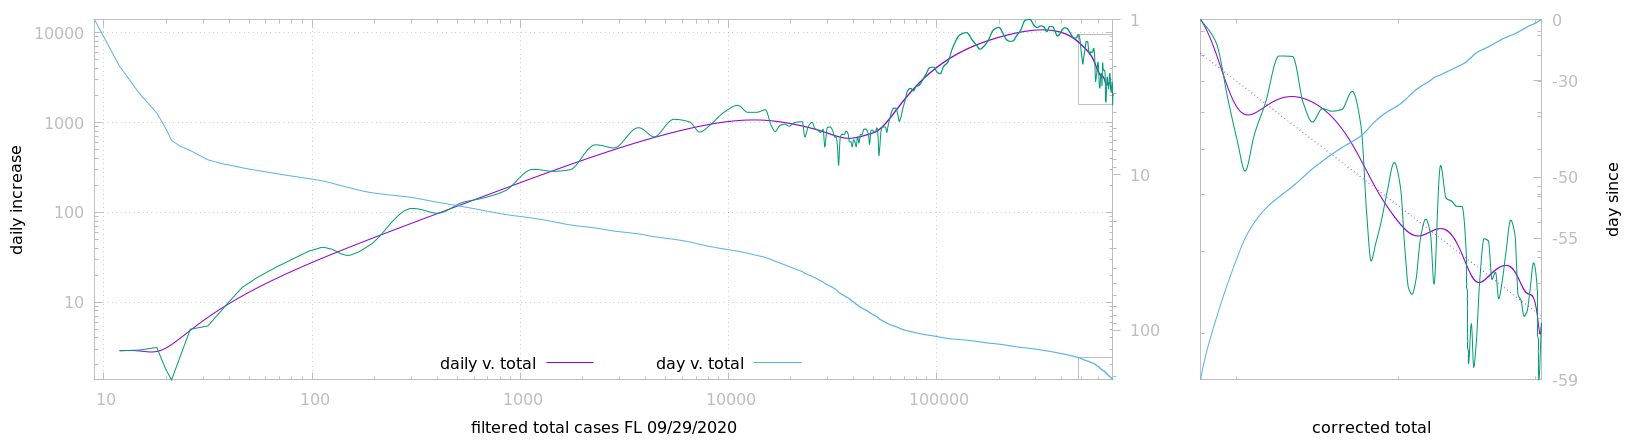 10000
1000
100
10
daily increase
10
100
1000
10000
100000
filtered total cases FL 09/29/2020
daily v. total
day v. total
1
10
100
0
-30
-50
-55
-59
day since
corrected total